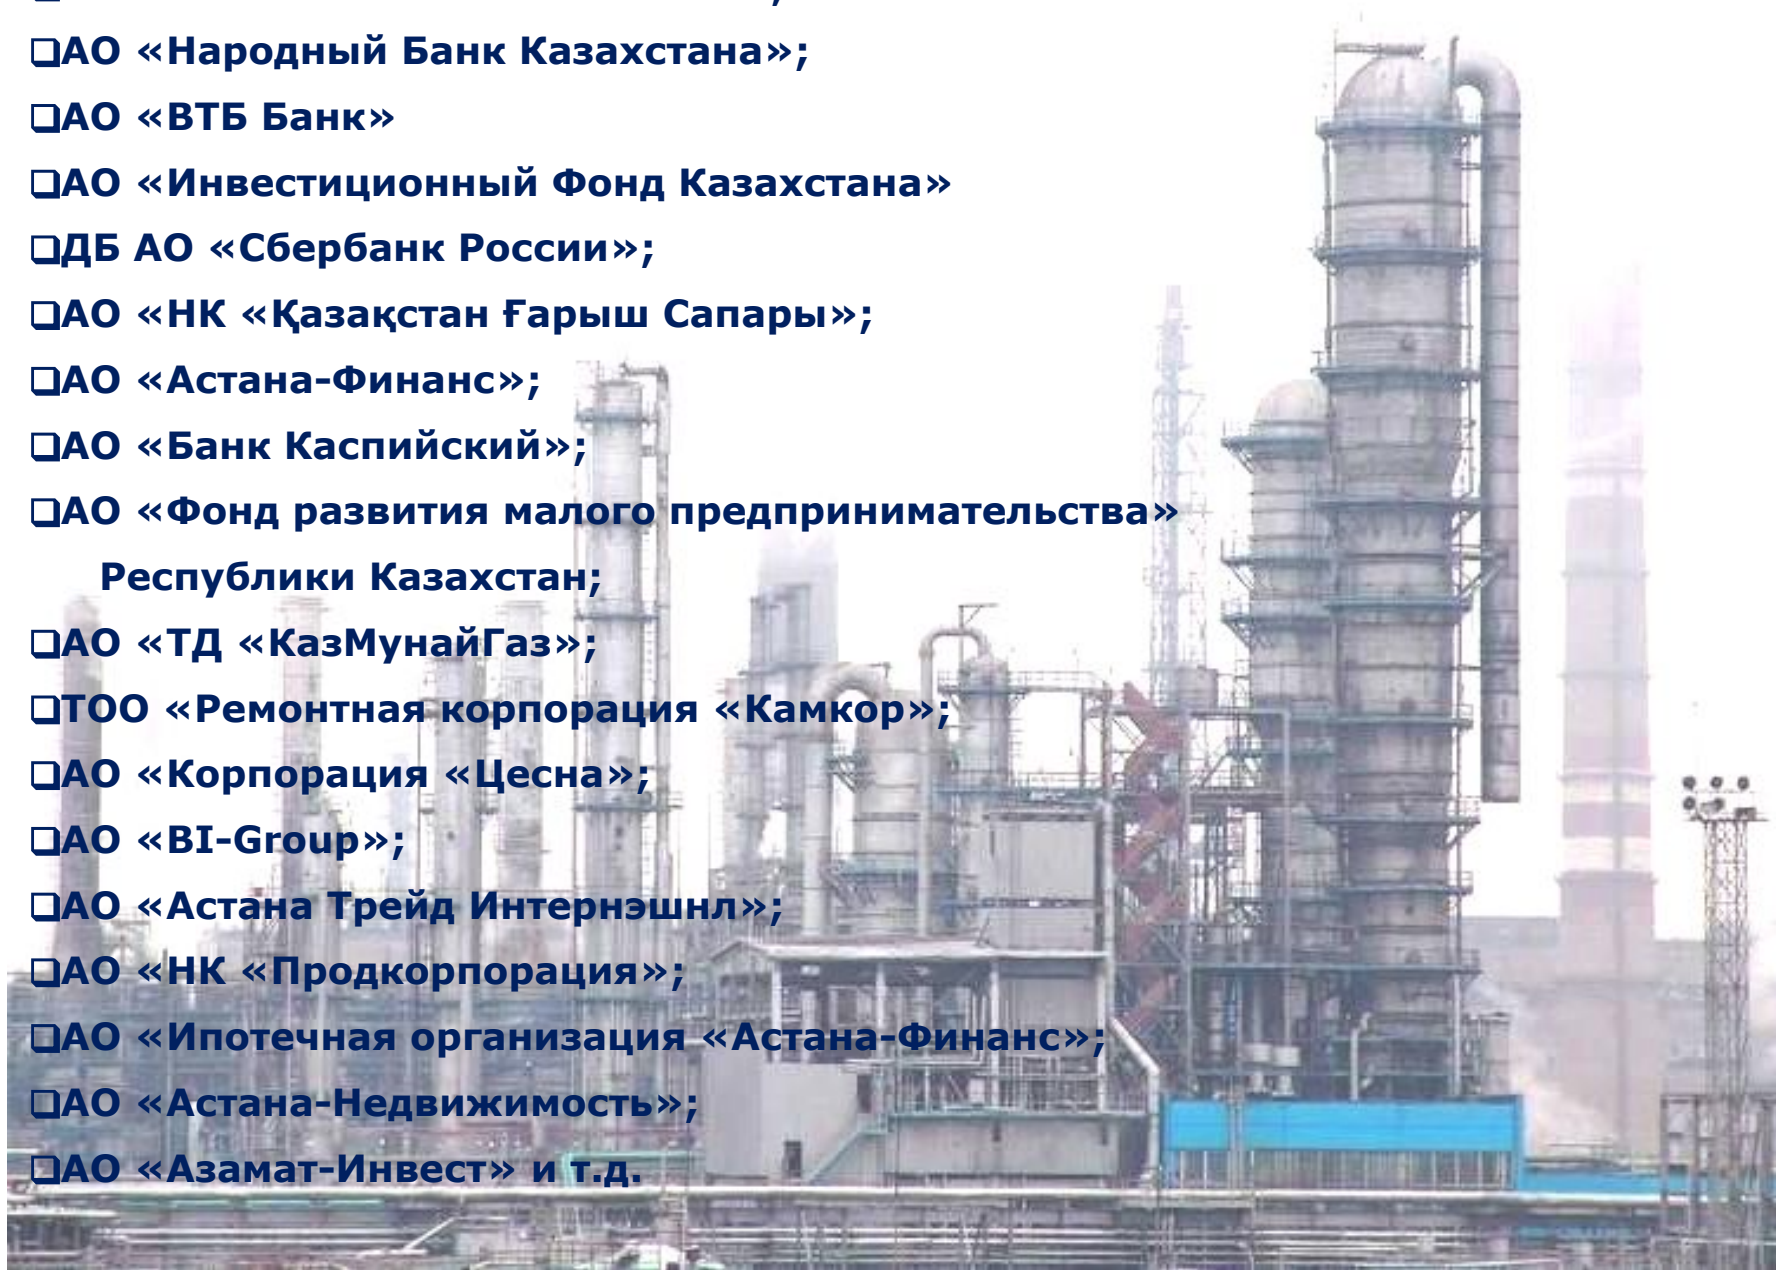 ❑АО «Народный Банк Казахстана»;
❑АО «ВТБ Банк»
❑АО «Инвестиционный Фонд Казахстана»
❑ДБ АО «Сбербанк России»;
❑АО «НК «Қазақстан Ғарыш Сапары»;
❑АО «Астана-Финанс»;
❑АО «Банк Каспийский»;
❑АО «Фонд развития малого предпринимательства»
Республики Казахстан;
❑АО «ТД «КазМунайГаз»;
❑ТОО «Ремонтная корпорация «Камкор»;
❑АО «Корпорация «Цесна»;
❑АО «BI-Group»;
❑АО «Астана Трейд Интернэшнл»;
❑АО «НК «Продкорпорация»;
❑АО «Ипотечная организация «Астана-Финанс»;
❑АО «Астана-Недвижимость»;
❑АО «Азамат-Инвест» и т.д.